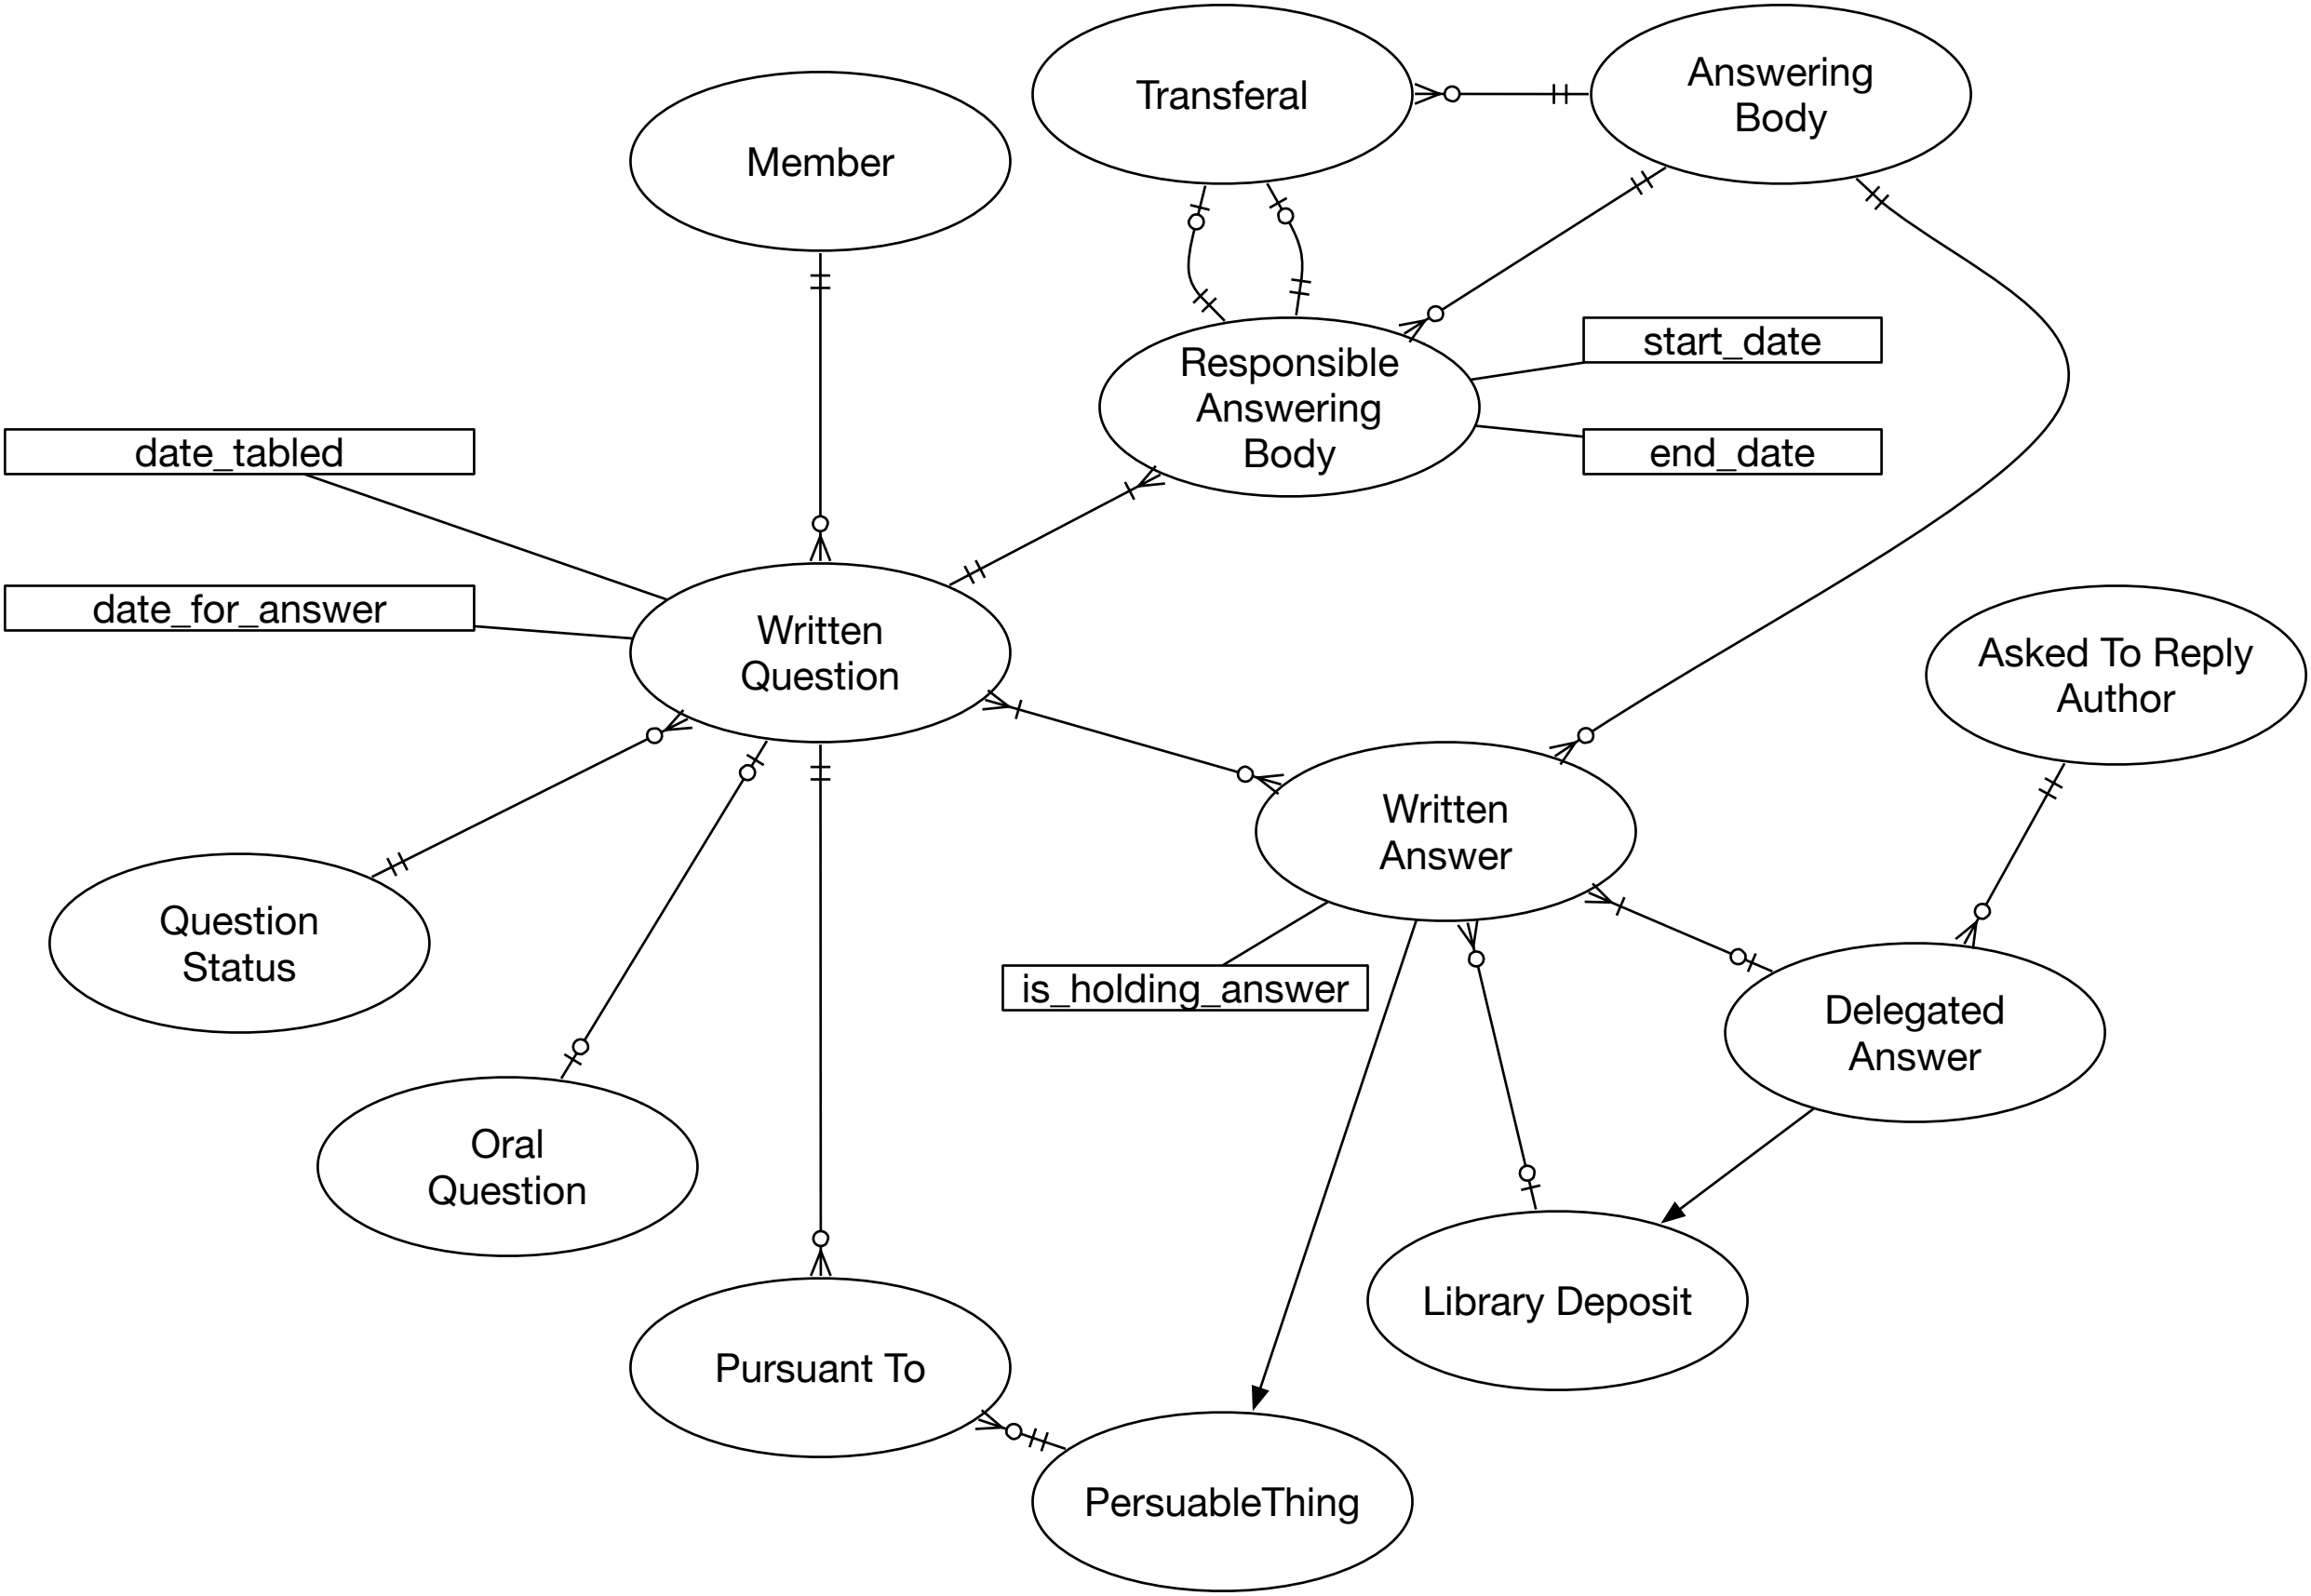 Transferal
Answering
Body
Member
Responsible
Answering
Body
start_date
end_date
date_tabled
date_for_answer
Written
Question
Asked To Reply
Author
Written
Answer
Question
Status
is_holding_answer
Delegated
Answer
Oral
Question
Library Deposit
Pursuant To
PersuableThing